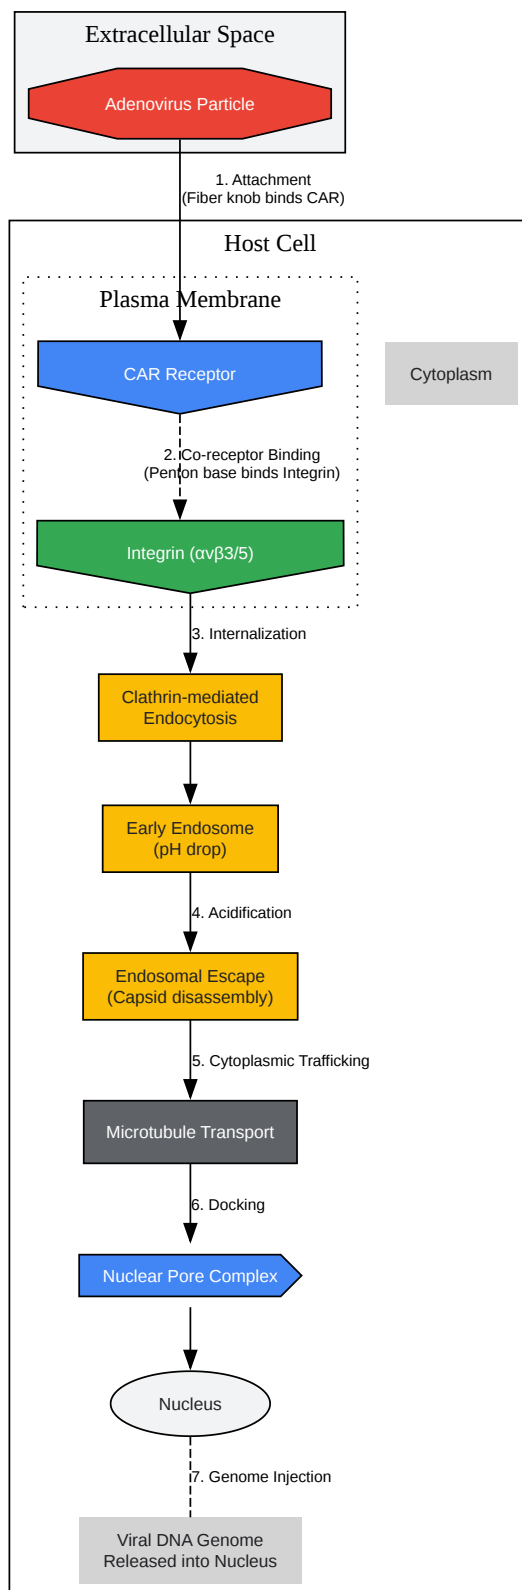 Extracellular Space
Adenovirus Particle
1. Attachment
(Fiber knob binds CAR)
Host Cell
Plasma Membrane
CAR Receptor
Cytoplasm
2. Co-receptor Binding
(Penton base binds Integrin)
Integrin (αvβ3/5)
3. Internalization
Clathrin-mediated
Endocytosis
Early Endosome
(pH drop)
4. Acidification
Endosomal Escape
(Capsid disassembly)
5. Cytoplasmic Trafficking
Microtubule Transport
6. Docking
Nuclear Pore Complex
Nucleus
7. Genome Injection
Viral DNA Genome
Released into Nucleus